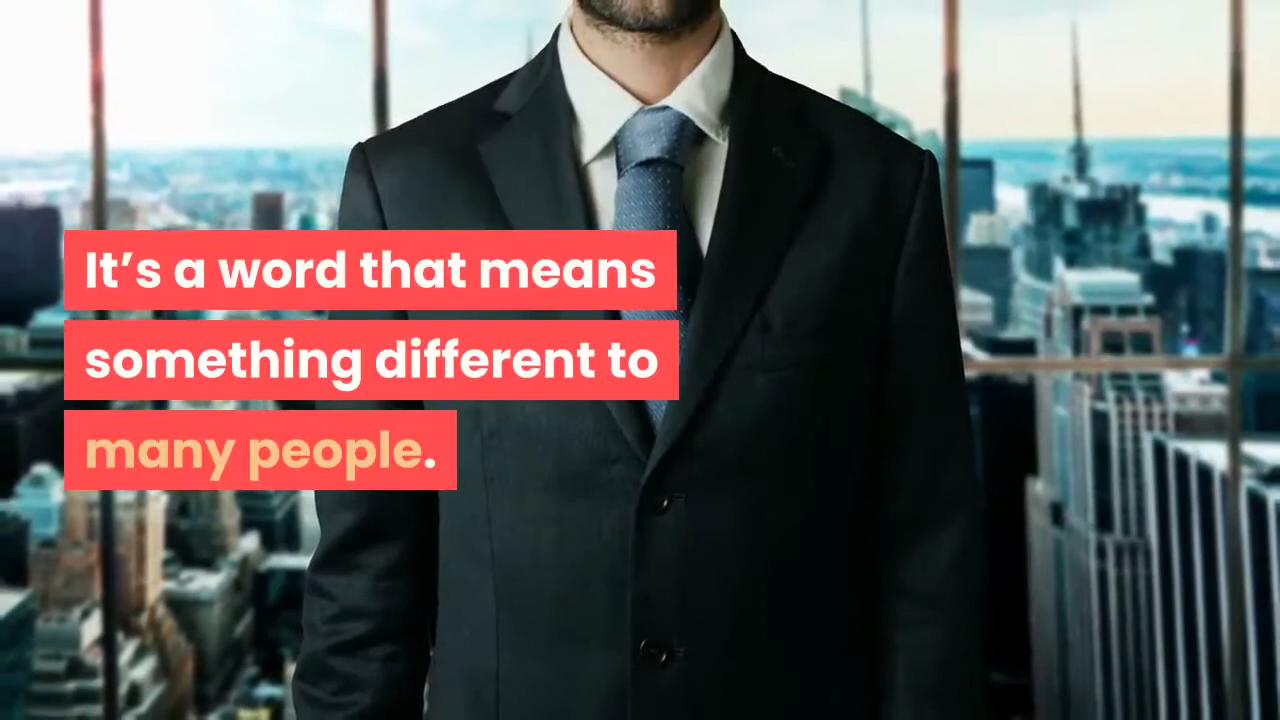 It’s a word that means
something different to
many people.